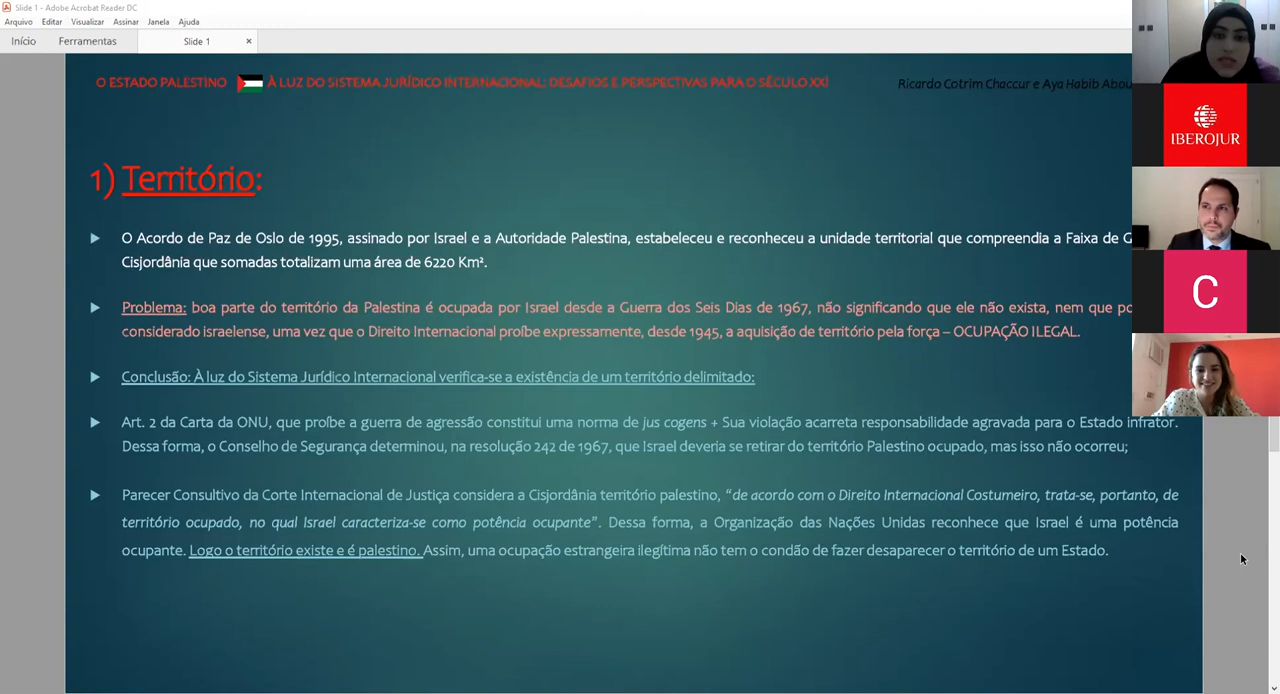 Slide 1 - Adobe Acrobat Reader DC
Arquivo Editar Visualizar Assinar Janela Ajuda
Início Ferramentas Slide 1 ×
O ESTADO PALESTINO À LUZ DO SISTEMA JURÍDICO INTERNACIONAL: DESAFIOS E PERSPECTIVAS PARA O SÉCULO XXI Ricardo Cotrim Chaccur e Aya Habib Abou
1) Território:
O Acordo de Paz de Oslo de 1995, assinado por Israel e a Autoridade Palestina, estabeleceu e reconheceu a unidade territorial que compreendia a Faixa de G
Cisjordânia que somadas totalizam uma área de 6220 Km².
Problema: boa parte do território da Palestina é ocupada por Israel desde a Guerra dos Seis Dias de 1967, não significando que ele não exista, nem que po
considerado israelense, uma vez que o Direito Internacional proíbe expressamente, desde 1945, a aquisição de território pela força – OCUPAÇÃO ILEGAL.
Conclusão: À luz do Sistema Jurídico Internacional verifica-se a existência de um território delimitado:
Art. 2 da Carta da ONU, que proíbe a guerra de agressão constitui uma norma de jus cogens + Sua violação acarreta responsabilidade agravada para o Estado infrator.
Dessa forma, o Conselho de Segurança determinou, na resolução 242 de 1967, que Israel deveria se retirar do território Palestino ocupado, mas isso não ocorreu;
Parecer Consultivo da Corte Internacional de Justiça considera a Cisjordânia território palestino, “de acordo com o Direito Internacional Costumeiro, trata-se, portanto, de
território ocupado, no qual Israel caracteriza-se como potência ocupante”. Dessa forma, a Organização das Nações Unidas reconhece que Israel é uma potência
ocupante. Logo o território existe e é palestino. Assim, uma ocupação estrangeira ilegítima não tem o condão de fazer desaparecer o território de um Estado.
IBEROJUR
C